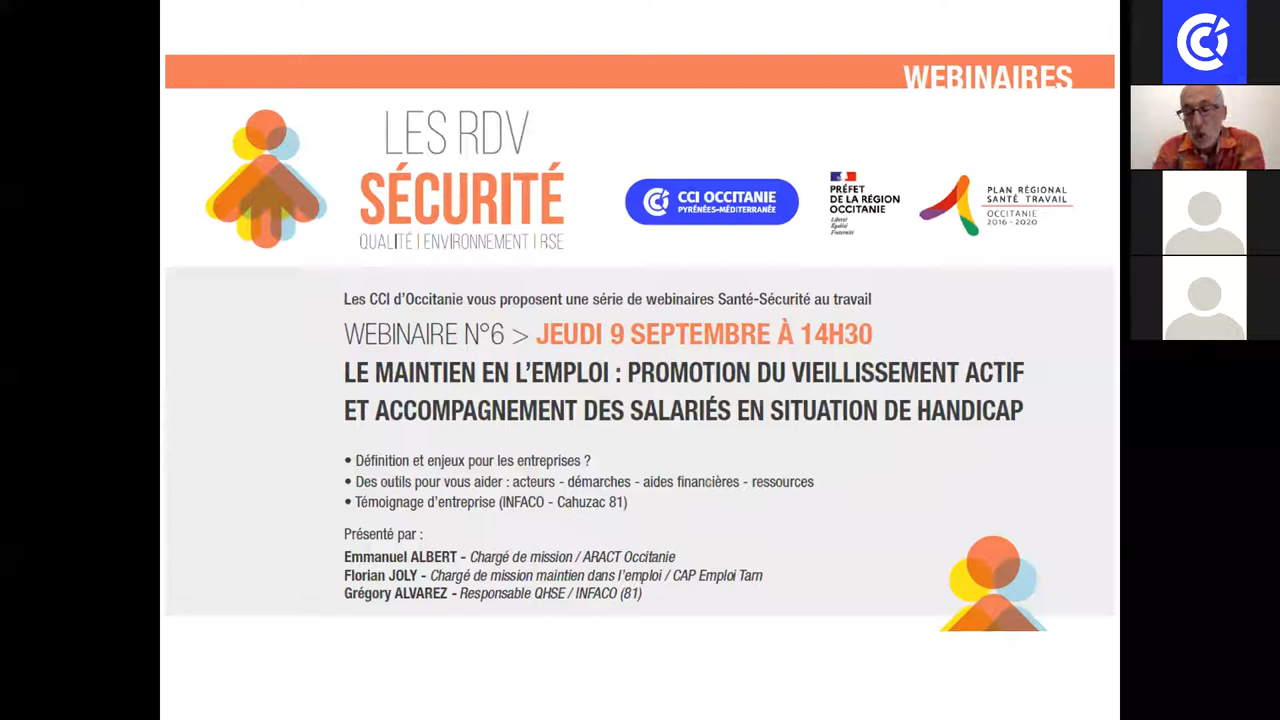 WEBINAIRES
LES RDV
SÉCURITÉ
QUALITÉ | ENVIRONNEMENT | RSE
CCI OCCITANIE
PYRÉNÉES-MÉDITERRANÉE
PRÉFET
DE LA RÉGION
OCCITANIE
Liberté
Égalité
Fraternité
PLAN RÉGIONAL
SANTÉ TRAVAIL
OCCITANIE
2016 - 2020
Les CCI d'Occitanie vous proposent une série de webinaires Santé-Sécurité au travail
WEBINAIRE N°6 > JEUDI 9 SEPTEMBRE À 14H30
LE MAINTIEN EN L'EMPLOI : PROMOTION DU VIEILLISSEMENT ACTIF
ET ACCOMPAGNEMENT DES SALARIÉS EN SITUATION DE HANDICAP
• Définition et enjeux pour les entreprises ?
• Des outils pour vous aider : acteurs - démarches - aides financières - ressources
• Témoignage d'entreprise (INFACO - Cahuzac 81)
Présenté par :
Emmanuel ALBERT - Chargé de mission / ARACT Occitanie
Florian JOLY - Chargé de mission maintien dans l'emploi / CAP Emploi Tarn
Grégory ALVAREZ - Responsable QHSE / INFACO (81)